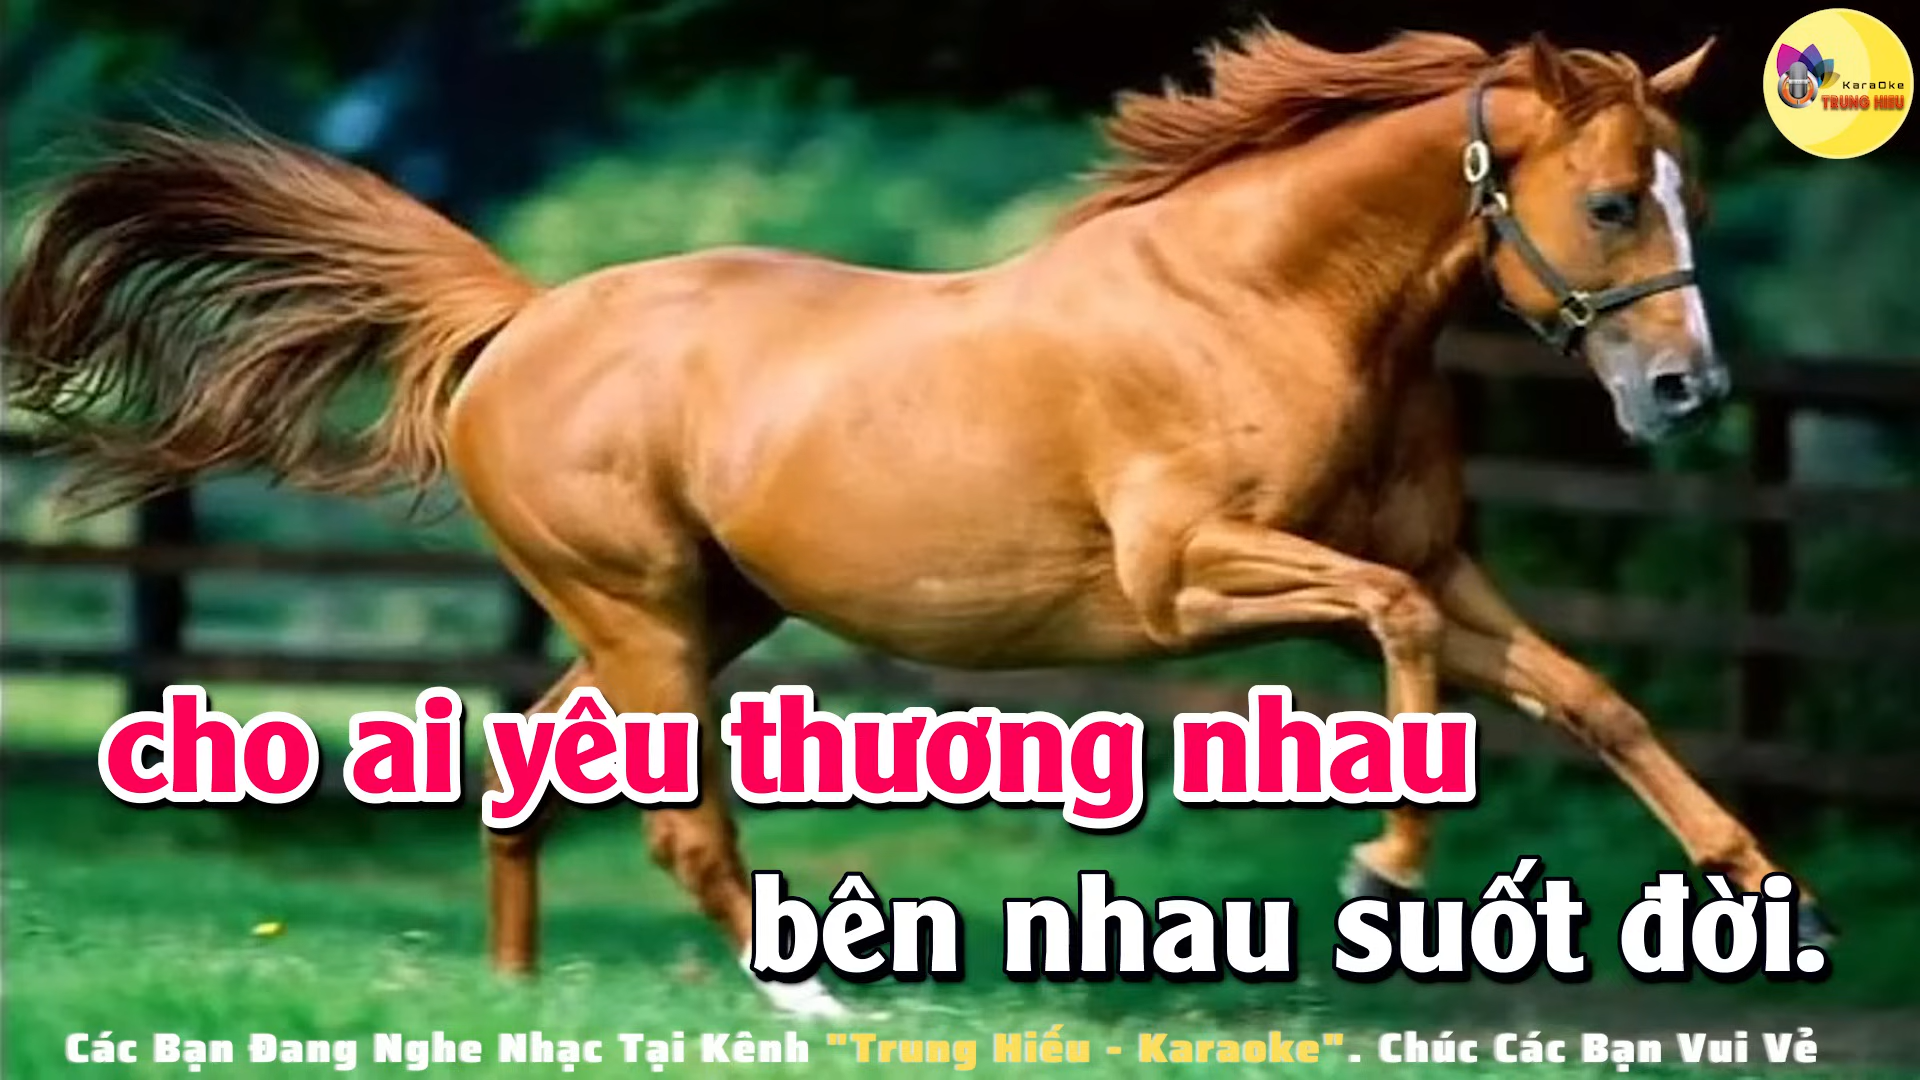 KaraOke
TRUNG HIẾU
cho ai yêu thương nhau
bên nhau suốt đời.
Các Bạn Đang Nghe Nhạc Tại Kênh "Trung Hiếu - Karaoke". Chúc Các Bạn Vui Vẻ